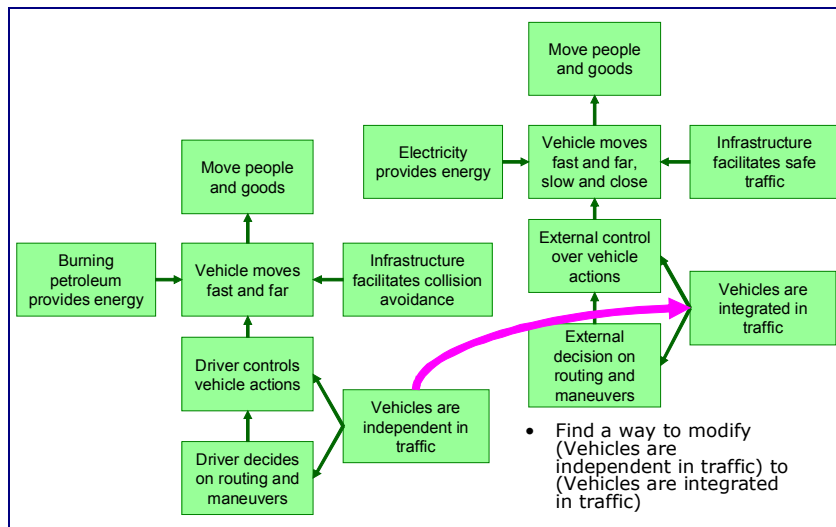 Move people
and goods
Electricity
provides energy
Vehicle moves
fast and far,
slow and close
Infrastructure
facilitates safe
traffic
Move people
and goods
External control
over vehicle
actions
Burning
petroleum
provides energy
Vehicle moves
fast and far
Infrastructure
facilitates collision
avoidance
Vehicles are
integrated in
traffic
External
decision on
routing and
maneuvers
Driver controls
vehicle actions
Vehicles are
independent in
traffic
Driver decides
on routing and
maneuvers
• Find a way to modify
(Vehicles are
independent in traffic) to
(Vehicles are integrated
in traffic)